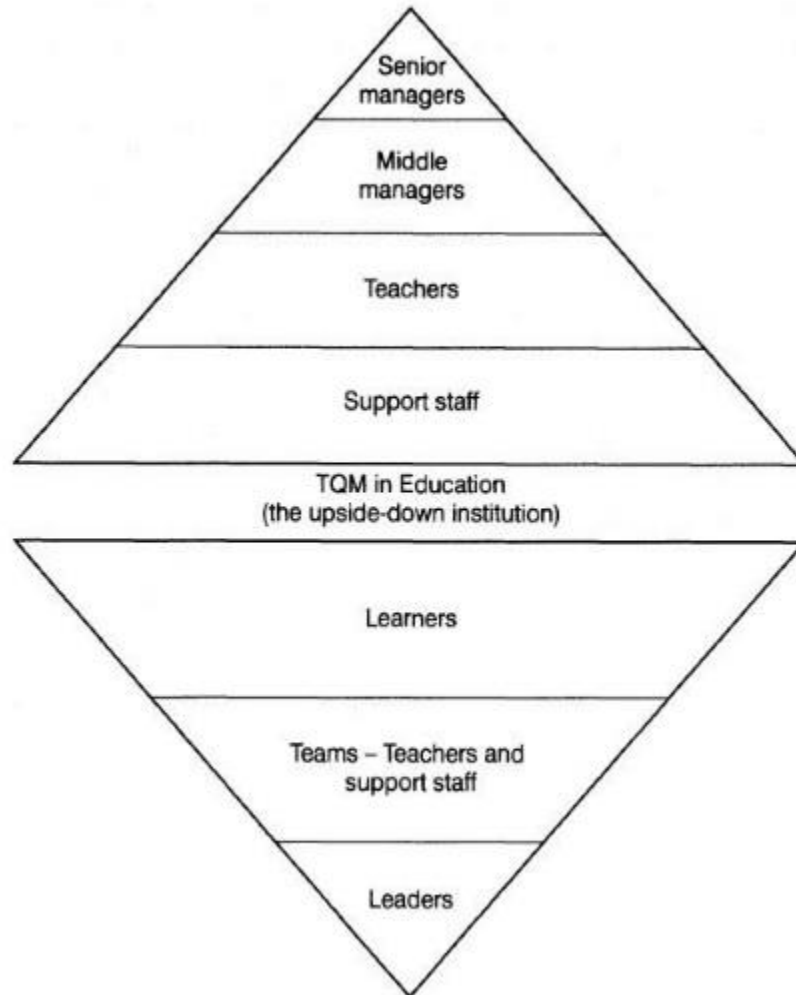 Senior
managers
Middle
managers
Teachers
Support staff
TQM in Education
(the upside-down institution)
Learners
Teams – Teachers and
support staff
Leaders